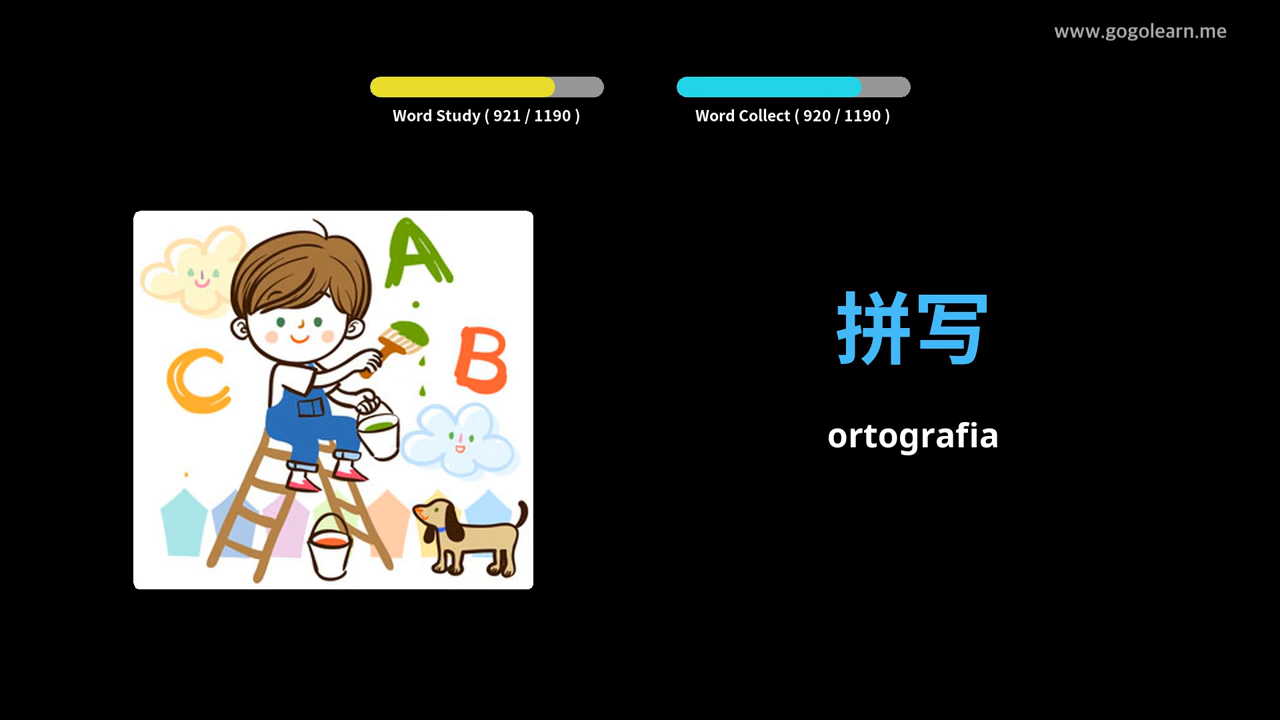 www.gogolearn.me
Word Study ( 921 / 1190 )
Word Collect ( 920 / 1190 )
A
B
C
拼写
ortografia